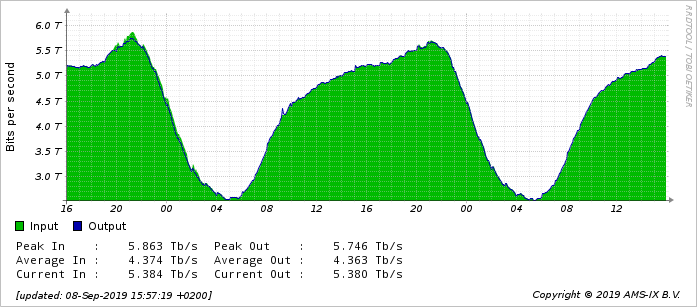 RRDTOOL / TOBI OETIKER
Bits per second
6.0 T
5.5 T
5.0 T
4.5 T
4.0 T
3.5 T
3.0 T
16 20 00 04 08 12 16 20 00 04 08 12
Input Output
Peak In : 5.863 Tb/s Peak Out : 5.746 Tb/s
Average In : 4.374 Tb/s Average Out : 4.363 Tb/s
Current In : 5.384 Tb/s Current Out : 5.380 Tb/s
[updated: 08-Sep-2019 15:57:19 +0200]
Copyright © 2019 AMS-IX B.V.